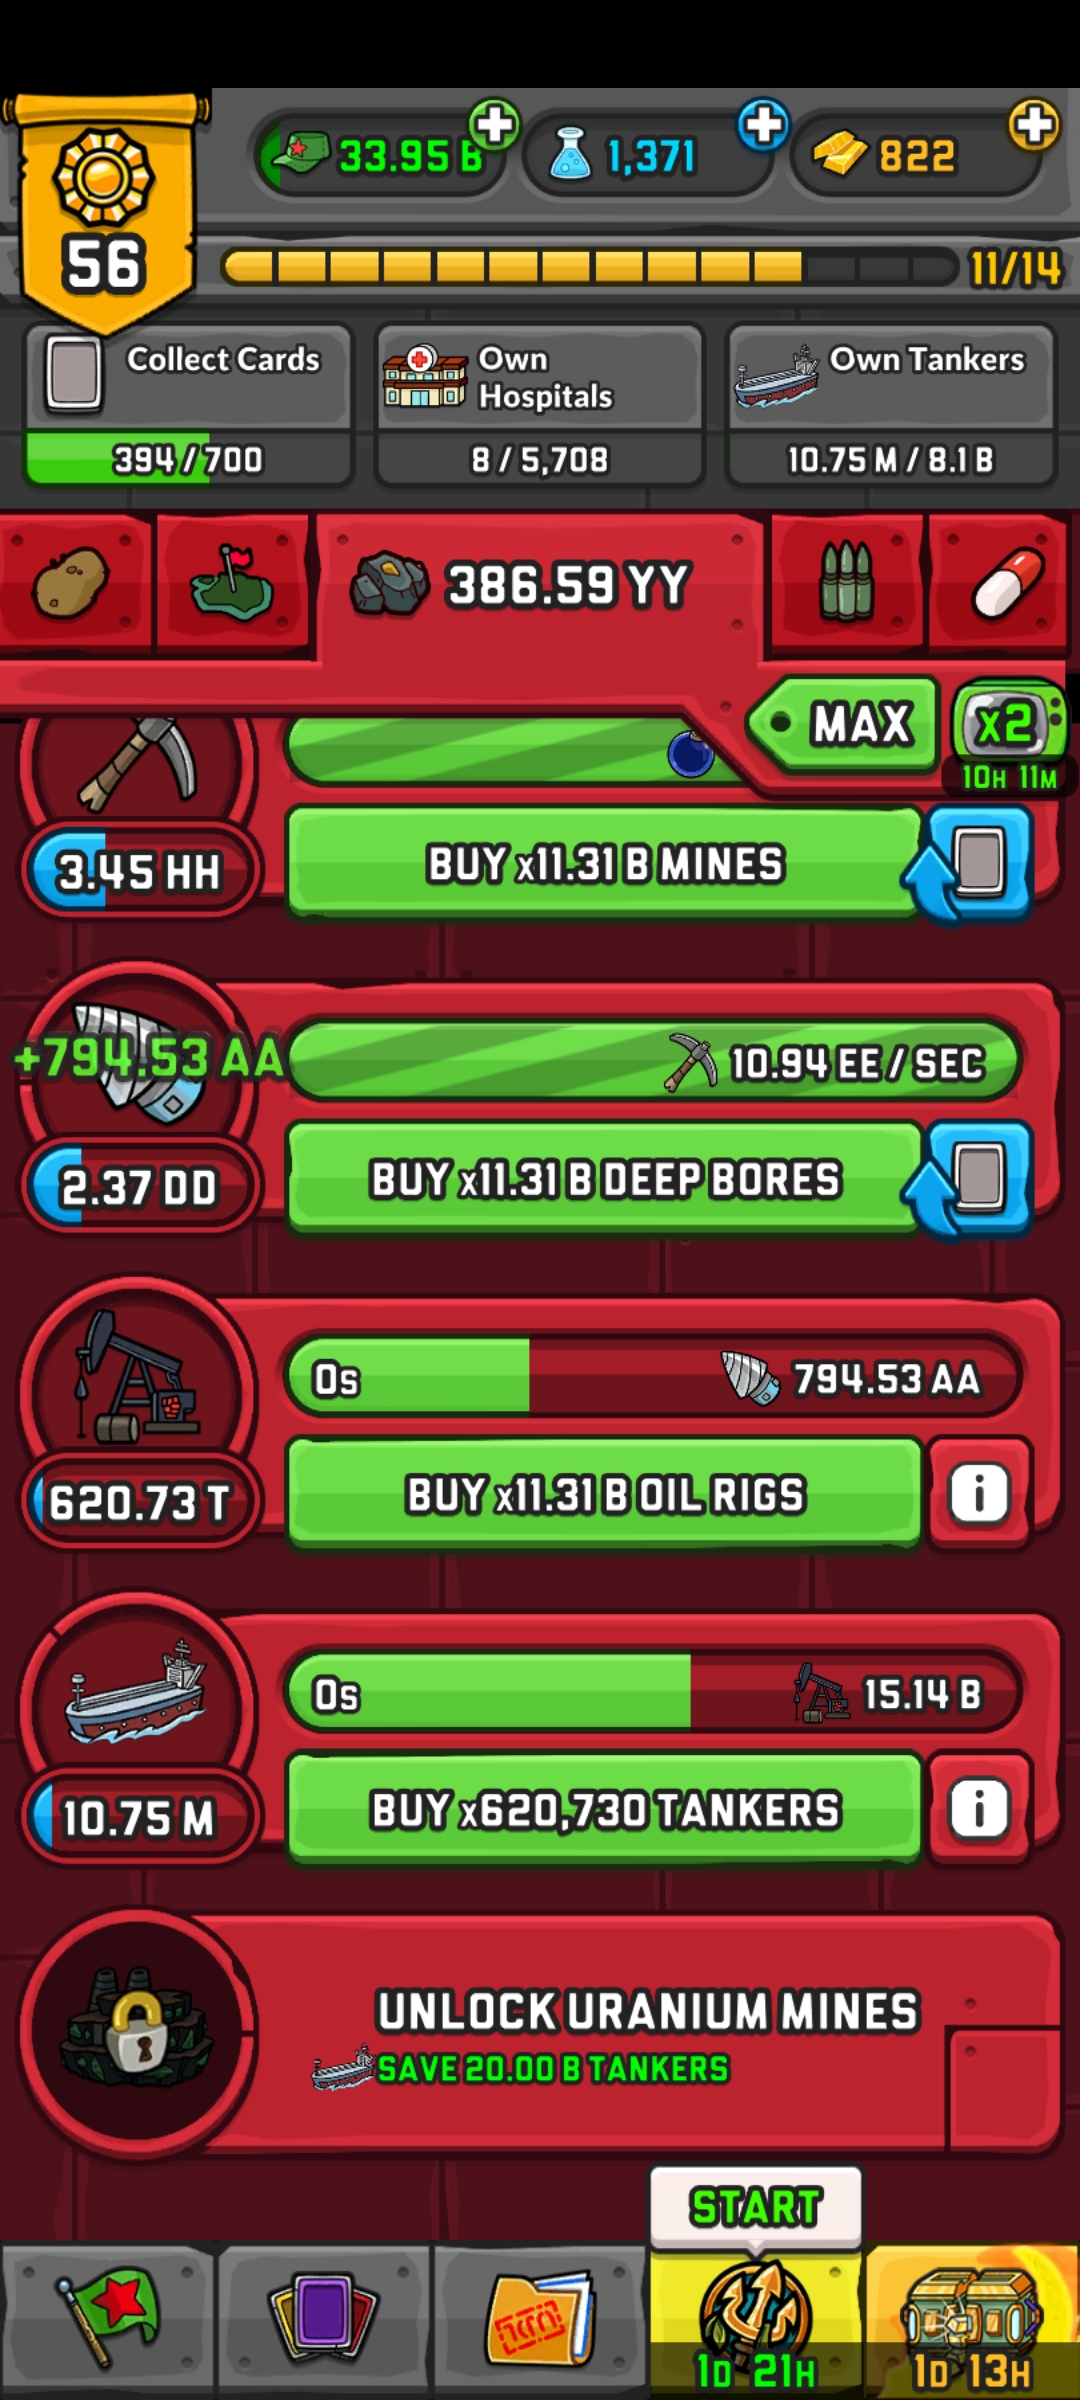 33.95 B
1,371
822
56
11/14
Collect Cards
394/700
Own
Hospitals
8/5,708
Own Tankers
10.75 M/8.1 B
386.59 YY
MAX
x2
10H 11M
3.45 HH
BUY x11.31 B MINES
+794.53 AA
10.94 EE/SEC
2.37 DD
BUY x11.31 B DEEP BORES
0s
794.53 AA
620.73 T
BUY x11.31 B OIL RIGS
i
0s
15.14 B
10.75 M
BUY x620,730 TANKERS
i
UNLOCK URANIUM MINES
SAVE 20.00 B TANKERS
START
1D 21H
1D 13H